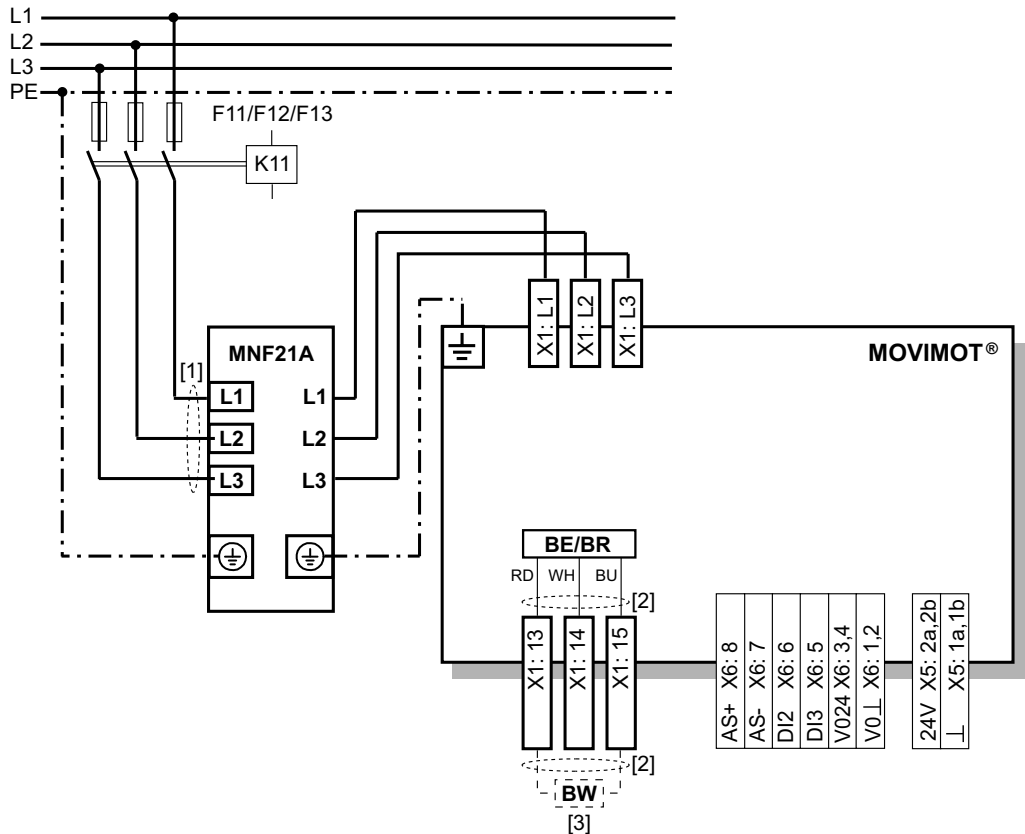 L1
L2
L3
PE
F11/F12/F13
K11
X1: L1
X1: L2
X1: L3
MNF21A
MOVIMOT®
[1]
L1
L1
L2
L2
L3
L3
BE/BR
RD WH BU
[2]
X1: 13
X1: 14
X1: 15
AS+ X6: 8
AS- X6: 7
DI2 X6: 6
DI3 X6: 5
V024 X6: 3,4
V0⊥ X6: 1,2
24V X5: 2a,2b
⊥ X5: 1a,1b
[2]
BW
[3]